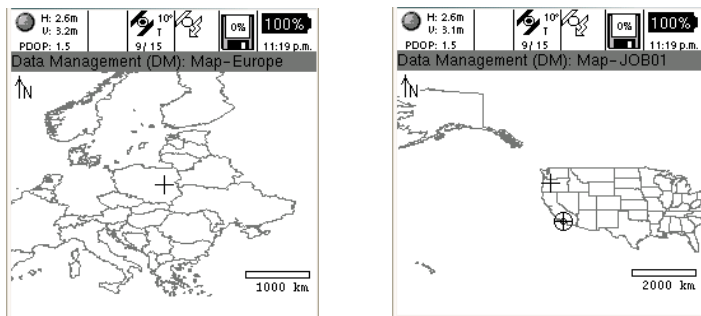 H: 2.6m
V: 3.2m
PDOP: 1.5
10°
T
9/ 15
0%
100%
11:19 p.m.
Data Management (DM): Map-Europe
N
1000 km
H: 2.6m
V: 3.1m
PDOP: 1.5
10°
T
9/ 15
0%
100%
11:19 p.m.
Data Management (DM): Map-JOB01
N
2000 km